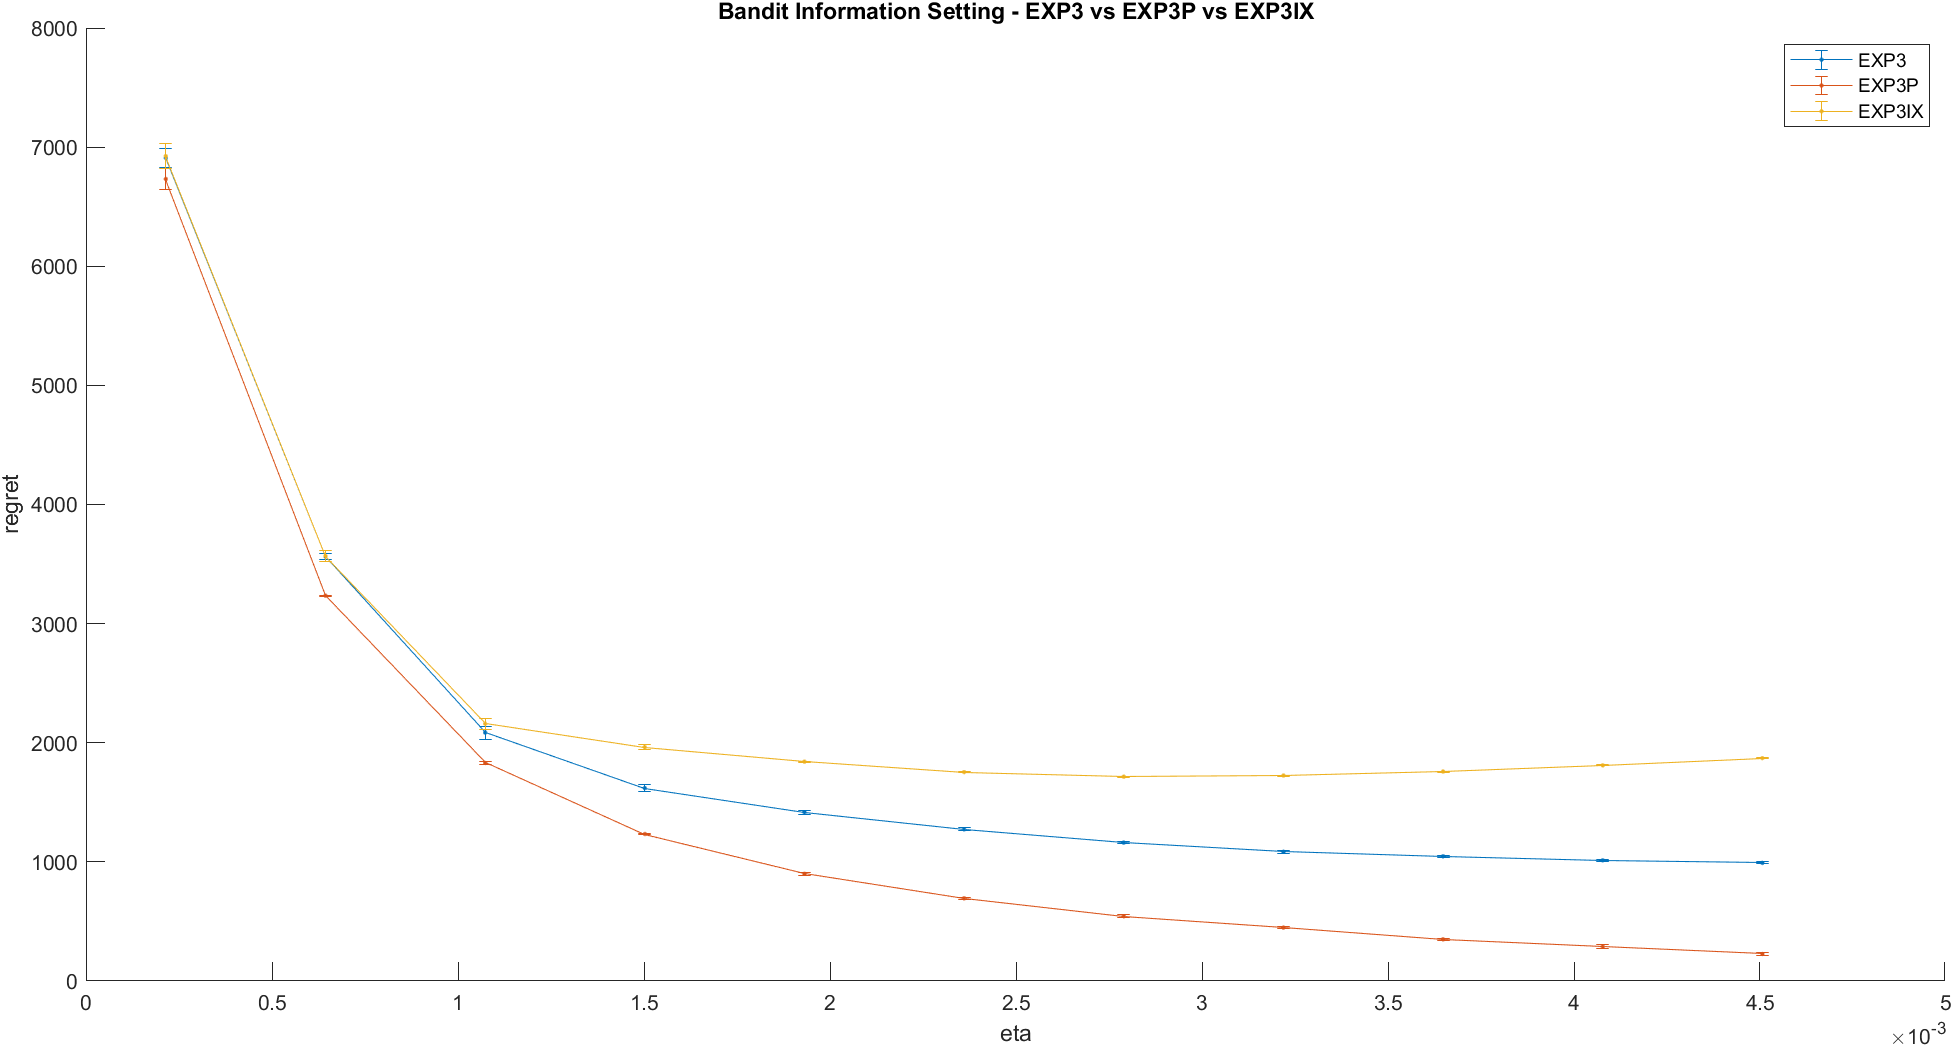 Bandit Information Setting - EXP3 vs EXP3P vs EXP3IX
EXP3
EXP3P
EXP3IX
8000
7000
6000
5000
4000
3000
2000
1000
0
regret
0 0.5 1 1.5 2 2.5 3 3.5 4 4.5 5
eta
×10-3